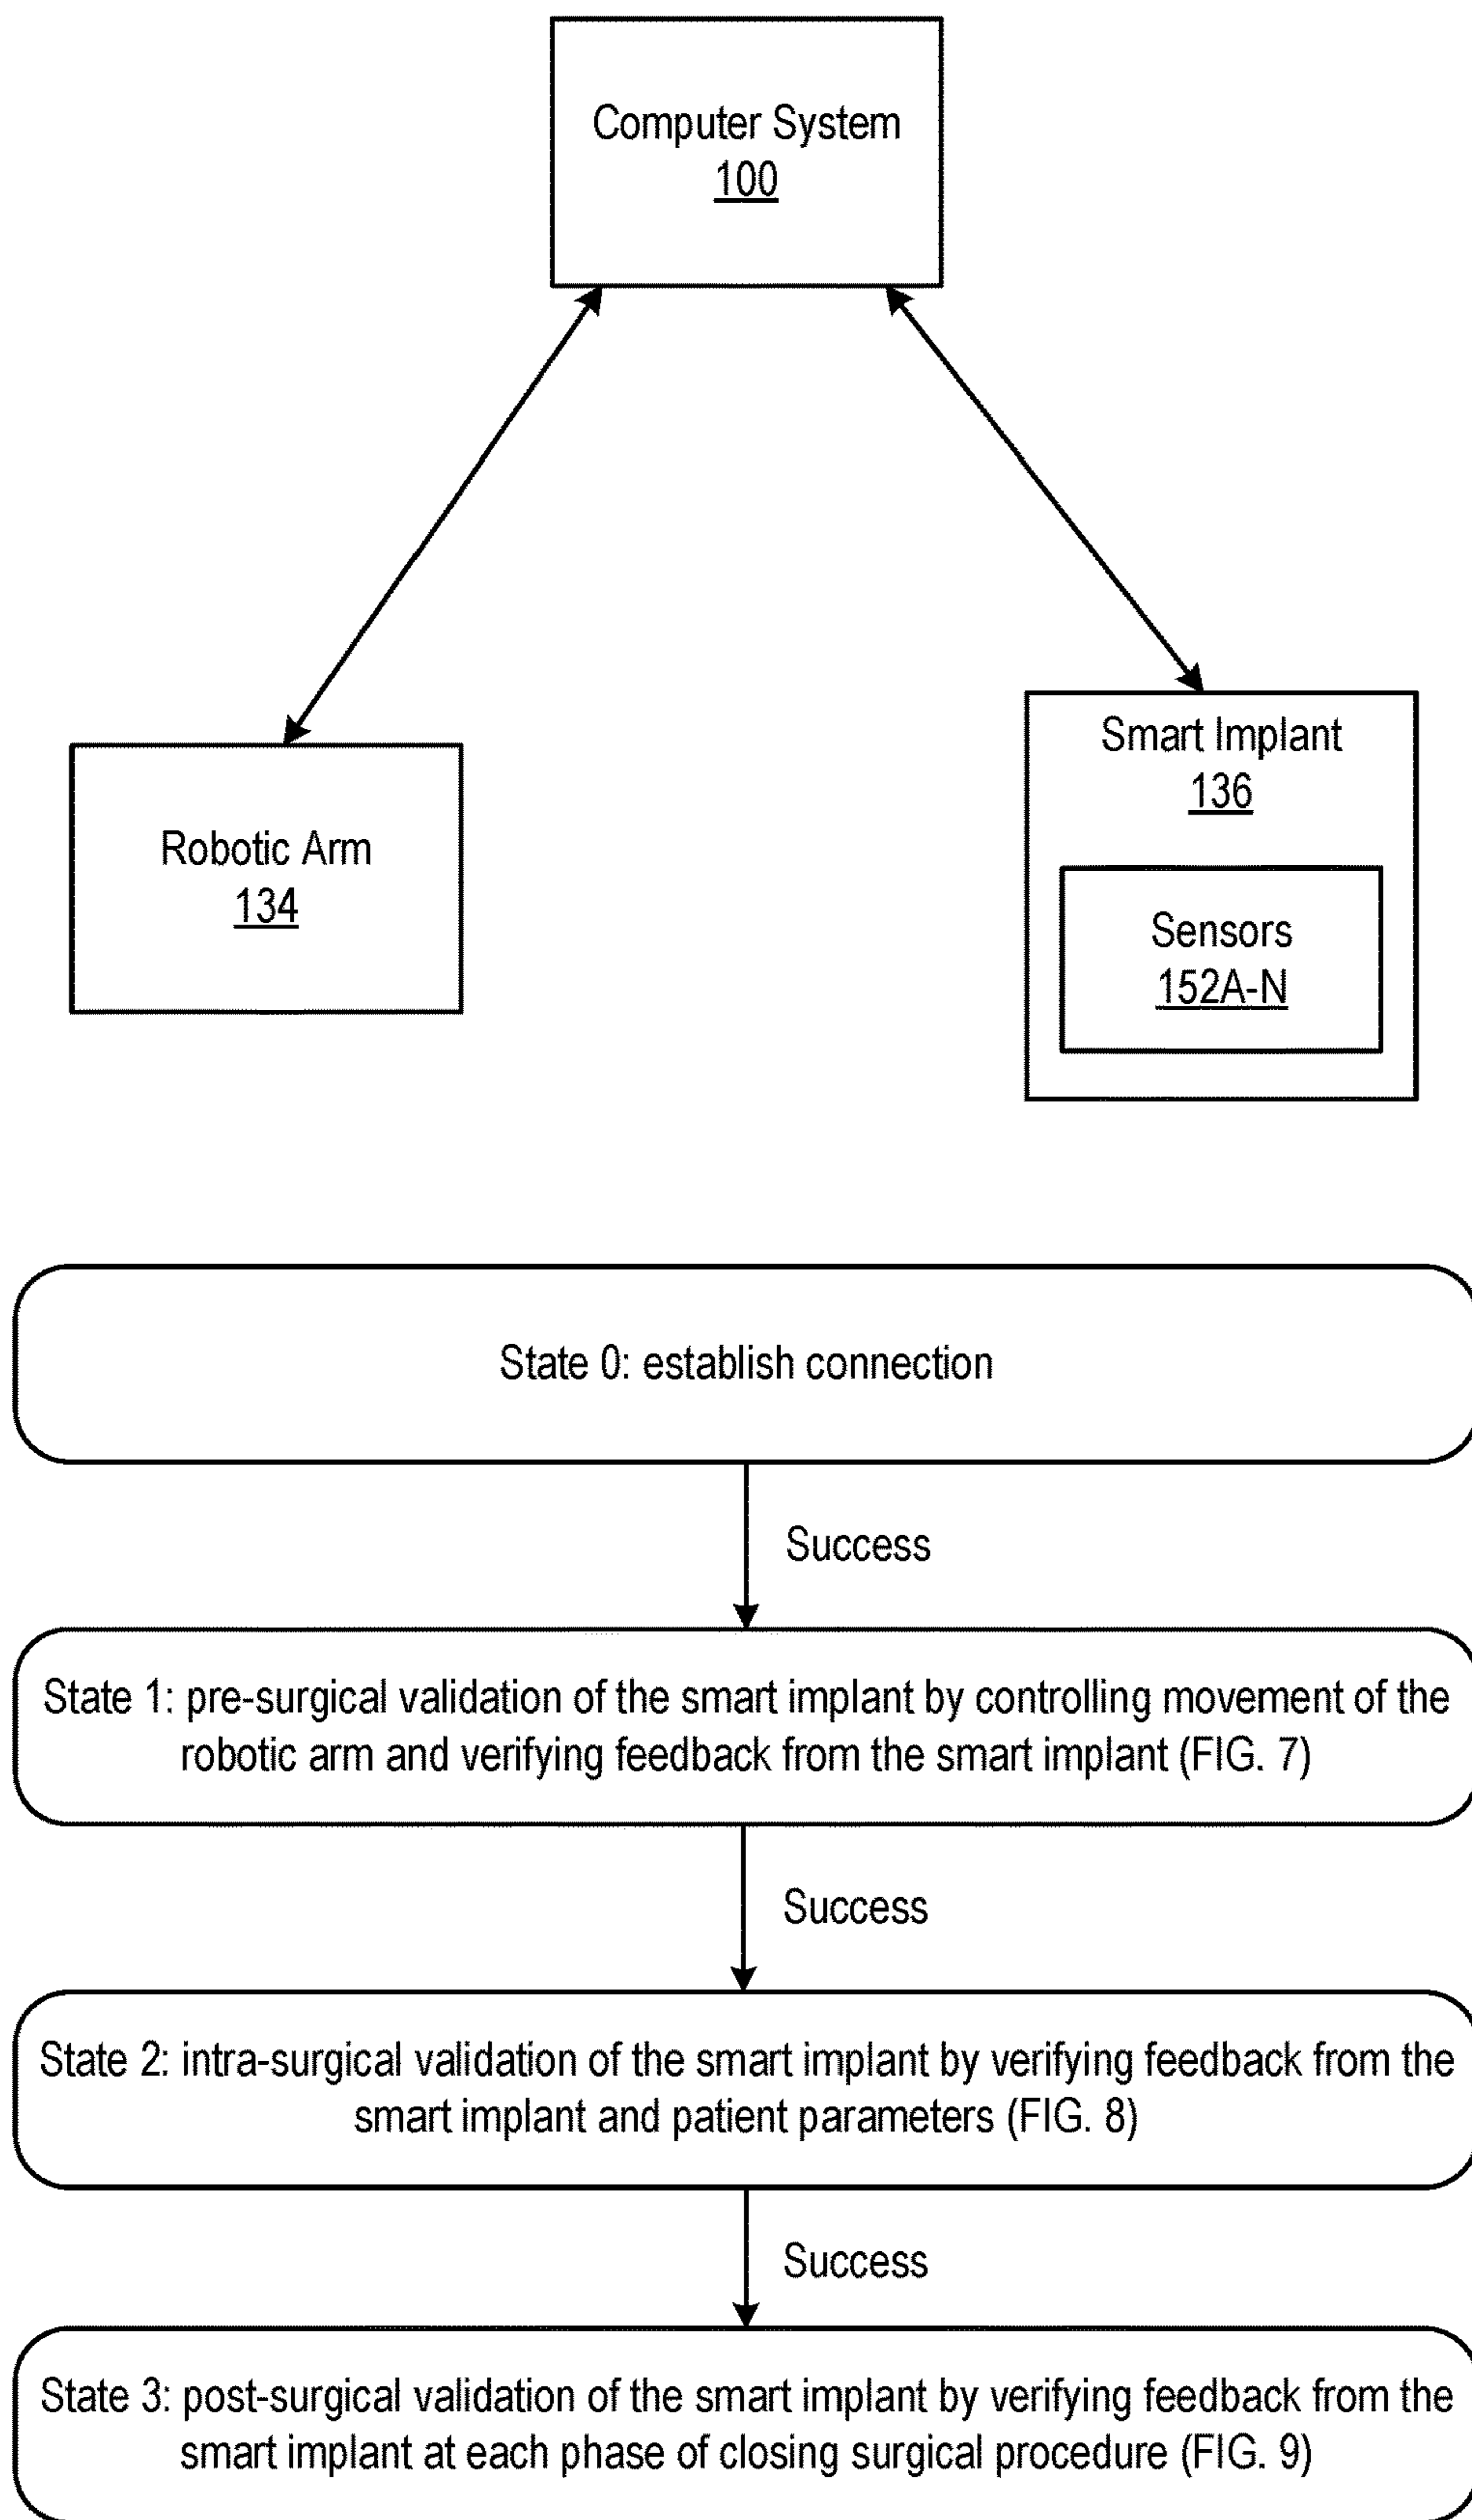 Computer System
100
Robotic Arm
134
Smart Implant
136
Sensors
152A-N
State 0: establish connection
Success
State 1: pre-surgical validation of the smart implant by controlling movement of the
robotic arm and verifying feedback from the smart implant (FIG. 7)
Success
State 2: intra-surgical validation of the smart implant by verifying feedback from the
smart implant and patient parameters (FIG. 8)
Success
State 3: post-surgical validation of the smart implant by verifying feedback from the
smart implant at each phase of closing surgical procedure (FIG. 9)